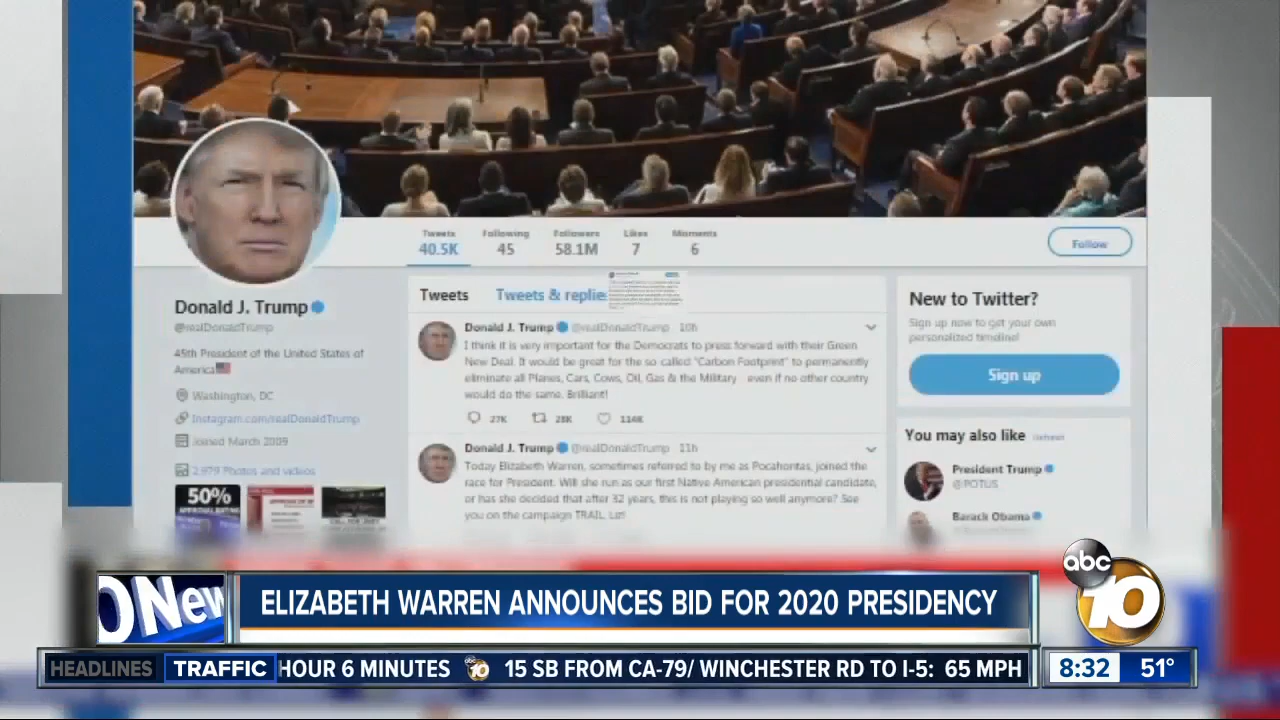 Tweets Following Followers Likes Moments
40.5K 45 58.1M 7 6
Follow
Donald J. Trump
@realDonaldTrump
45th President of the United States of
America
Washington, DC
Instagram.com/realDonaldTrump
Joined March 2009
2,979 Photos and videos
50%
Tweets Tweets & replies
Donald J. Trump @realDonaldTrump 10h
I think it is very important for the Democrats to press forward with their Green
New Deal. It would be great for the so called "Carbon Footprint" to permanently
eliminate all Planes, Cars, Cows, Oil, Gas & the Military even if no other country
would do the same. Brilliant!
27K 28K 114K
Donald J. Trump @realDonaldTrump 11h
Today Elizabeth Warren, sometimes referred to by me as Pocahontas, joined the
race for President. Will she run as our first Native American presidential candidate,
or has she decided that after 32 years, this is not playing so well anymore? See
you on the campaign TRAIL, Liz!
New to Twitter?
Sign up now to get your own
personalized timeline!
Sign up
You may also like Refresh
President Trump
@POTUS
Barack Obama
ONew
ELIZABETH WARREN ANNOUNCES BID FOR 2020 PRESIDENCY
abc
10
HEADLINES TRAFFIC HOUR 6 MINUTES abc 10 15 SB FROM CA-79/ WINCHESTER RD TO I-5: 65 MPH
8:32 51°